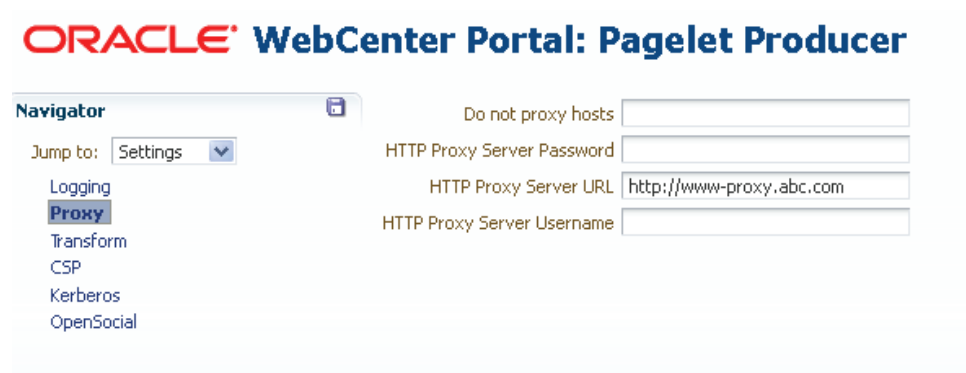 ORACLE WebCenter Portal: Pagelet Producer
Navigator
Jump to: Settings
Logging
Proxy
Transform
CSP
Kerberos
OpenSocial
Do not proxy hosts
HTTP Proxy Server Password
HTTP Proxy Server URL http://www-proxy.abc.com
HTTP Proxy Server Username